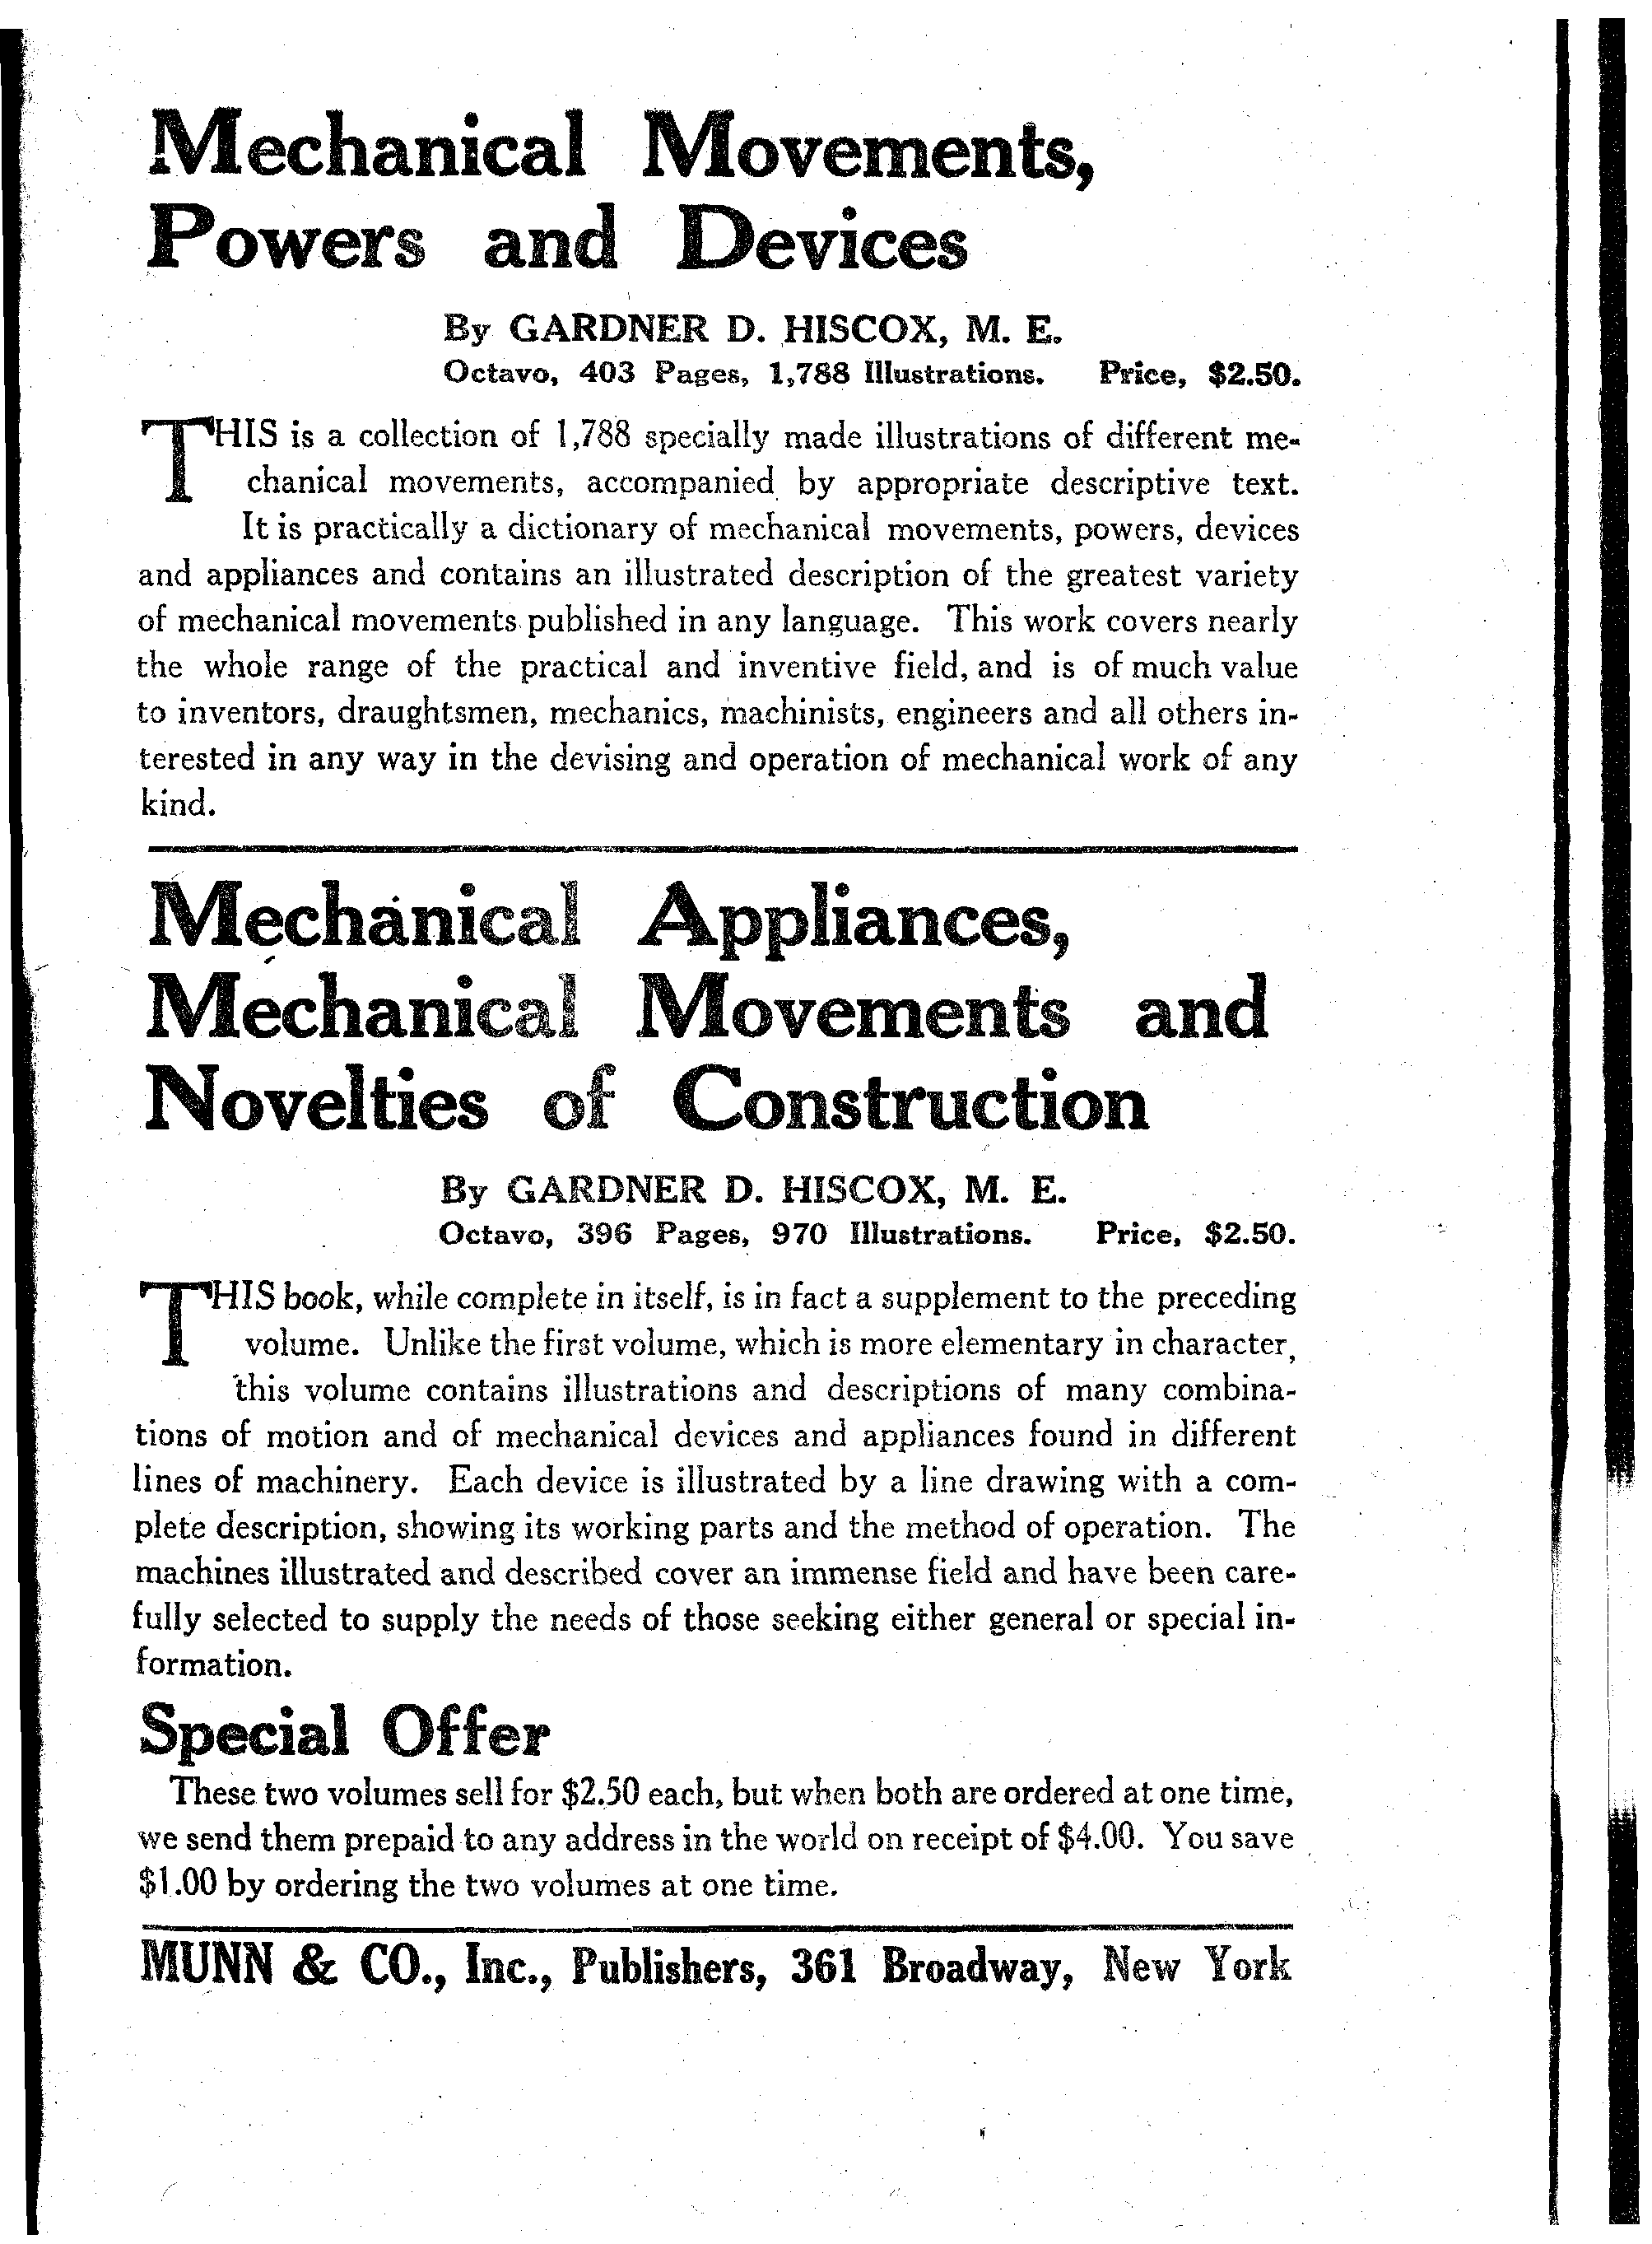 Mechanical Movements,
Powers and Devices
By GARDNER D. HISCOX, M. E.
Octavo, 403 Pages, 1,788 Illustrations. Price, $2.50.
THIS is a collection of 1,788 specially made illustrations of different me-
chanical movements, accompanied by appropriate descriptive text.
It is practically a dictionary of mechanical movements, powers, devices
and appliances and contains an illustrated description of the greatest variety
of mechanical movements published in any language. This work covers nearly
the whole range of the practical and inventive field, and is of much value
to inventors, draughtsmen, mechanics, machinists, engineers and all others in-
terested in any way in the devising and operation of mechanical work of any
kind.
Mechanical Appliances,
Mechanical Movements and
Novelties of Construction
By GARDNER D. HISCOX, M. E.
Octavo, 396 Pages, 970 Illustrations. Price, $2.50.
THIS book, while complete in itself, is in fact a supplement to the preceding
volume. Unlike the first volume, which is more elementary in character,
this volume contains illustrations and descriptions of many combina-
tions of motion and of mechanical devices and appliances found in different
lines of machinery. Each device is illustrated by a line drawing with a com-
plete description, showing its working parts and the method of operation. The
machines illustrated and described cover an immense field and have been care-
fully selected to supply the needs of those seeking either general or special in-
formation.
Special Offer
These two volumes sell for $2.50 each, but when both are ordered at one time,
we send them prepaid to any address in the world on receipt of $4.00. You save
$1.00 by ordering the two volumes at one time.
MUNN & CO., Inc., Publishers, 361 Broadway, New York